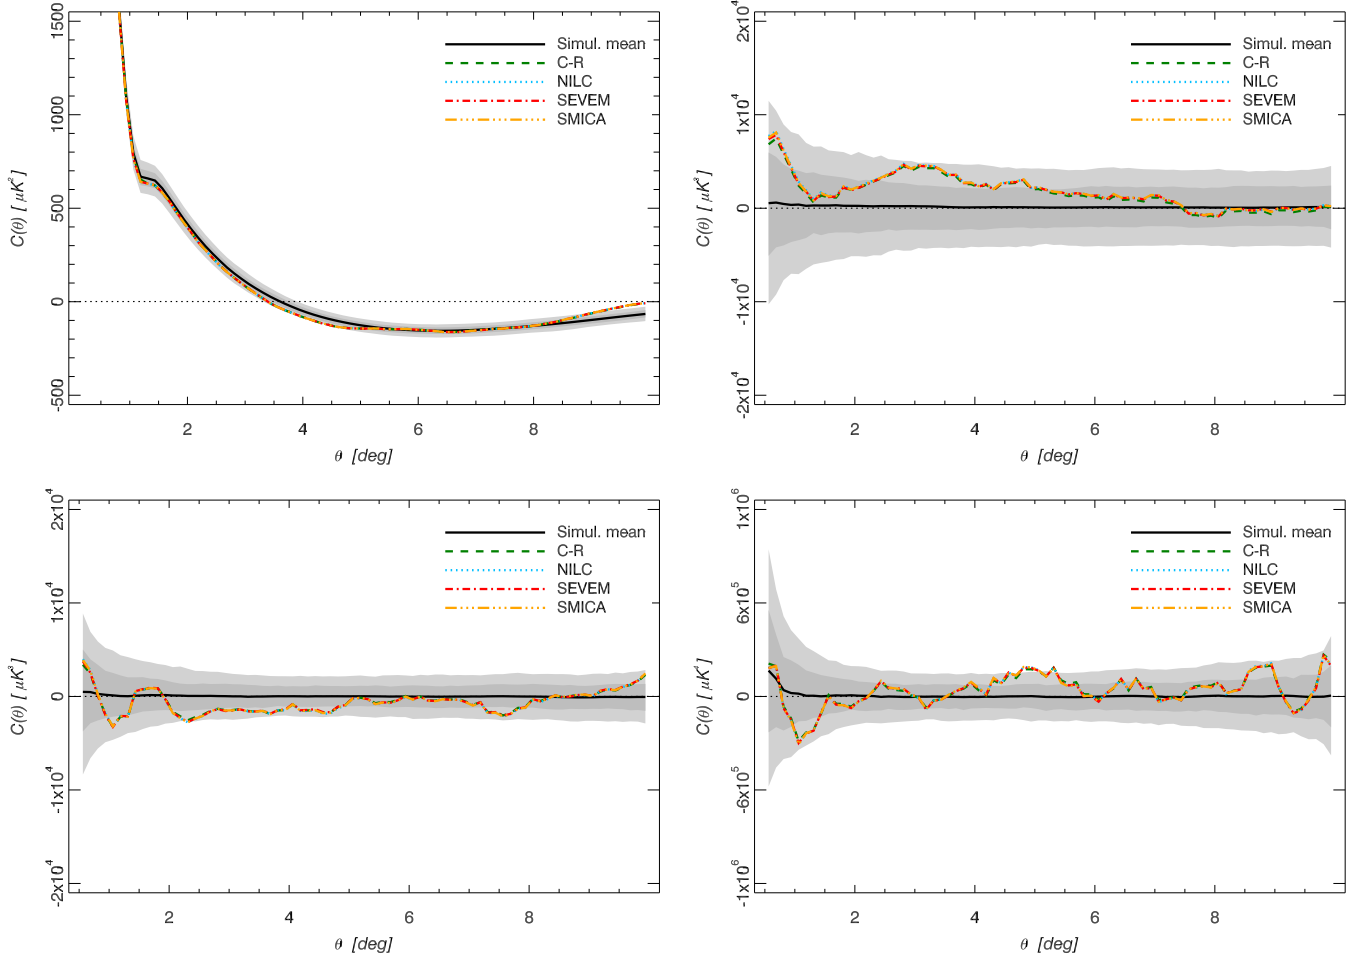 1500
1000
500
0
-500
C(θ) [ μK²]
Simul. mean
C-R
NILC
SEVEM
SMICA
2 4 6 8
θ [deg]
2x10⁴
1x10⁴
0
-1x10⁴
-2x10⁴
C(θ) [ μK³]
Simul. mean
C-R
NILC
SEVEM
SMICA
2 4 6 8
θ [deg]
2x10⁴
1x10⁴
0
-1x10⁴
-2x10⁴
C(θ) [ μK³]
Simul. mean
C-R
NILC
SEVEM
SMICA
2 4 6 8
θ [deg]
1x10⁶
6x10⁵
0
-6x10⁵
-1x10⁶
C(θ) [ μK⁴]
Simul. mean
C-R
NILC
SEVEM
SMICA
2 4 6 8
θ [deg]